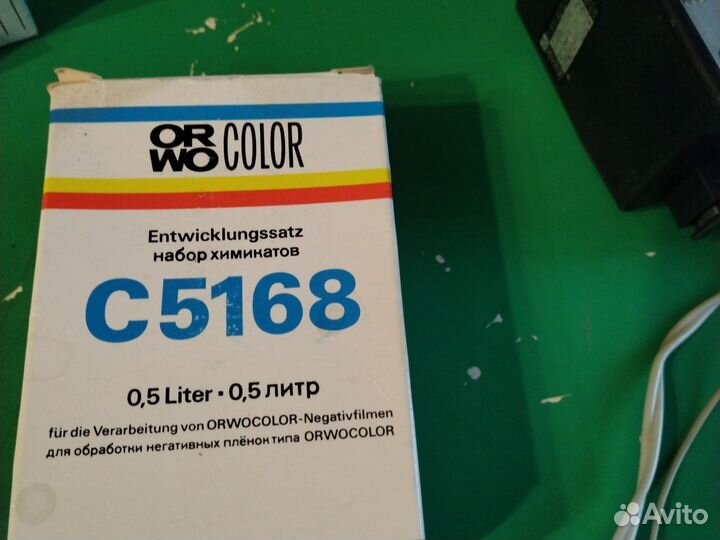 ORWO COLOR
Entwicklungssatz
набор химикатов
C5168
0,5 Liter · 0,5 литр
für die Verarbeitung von ORWOCOLOR-Negativfilmen
для обработки негативных плёнок типа ORWOCOLOR
Avito